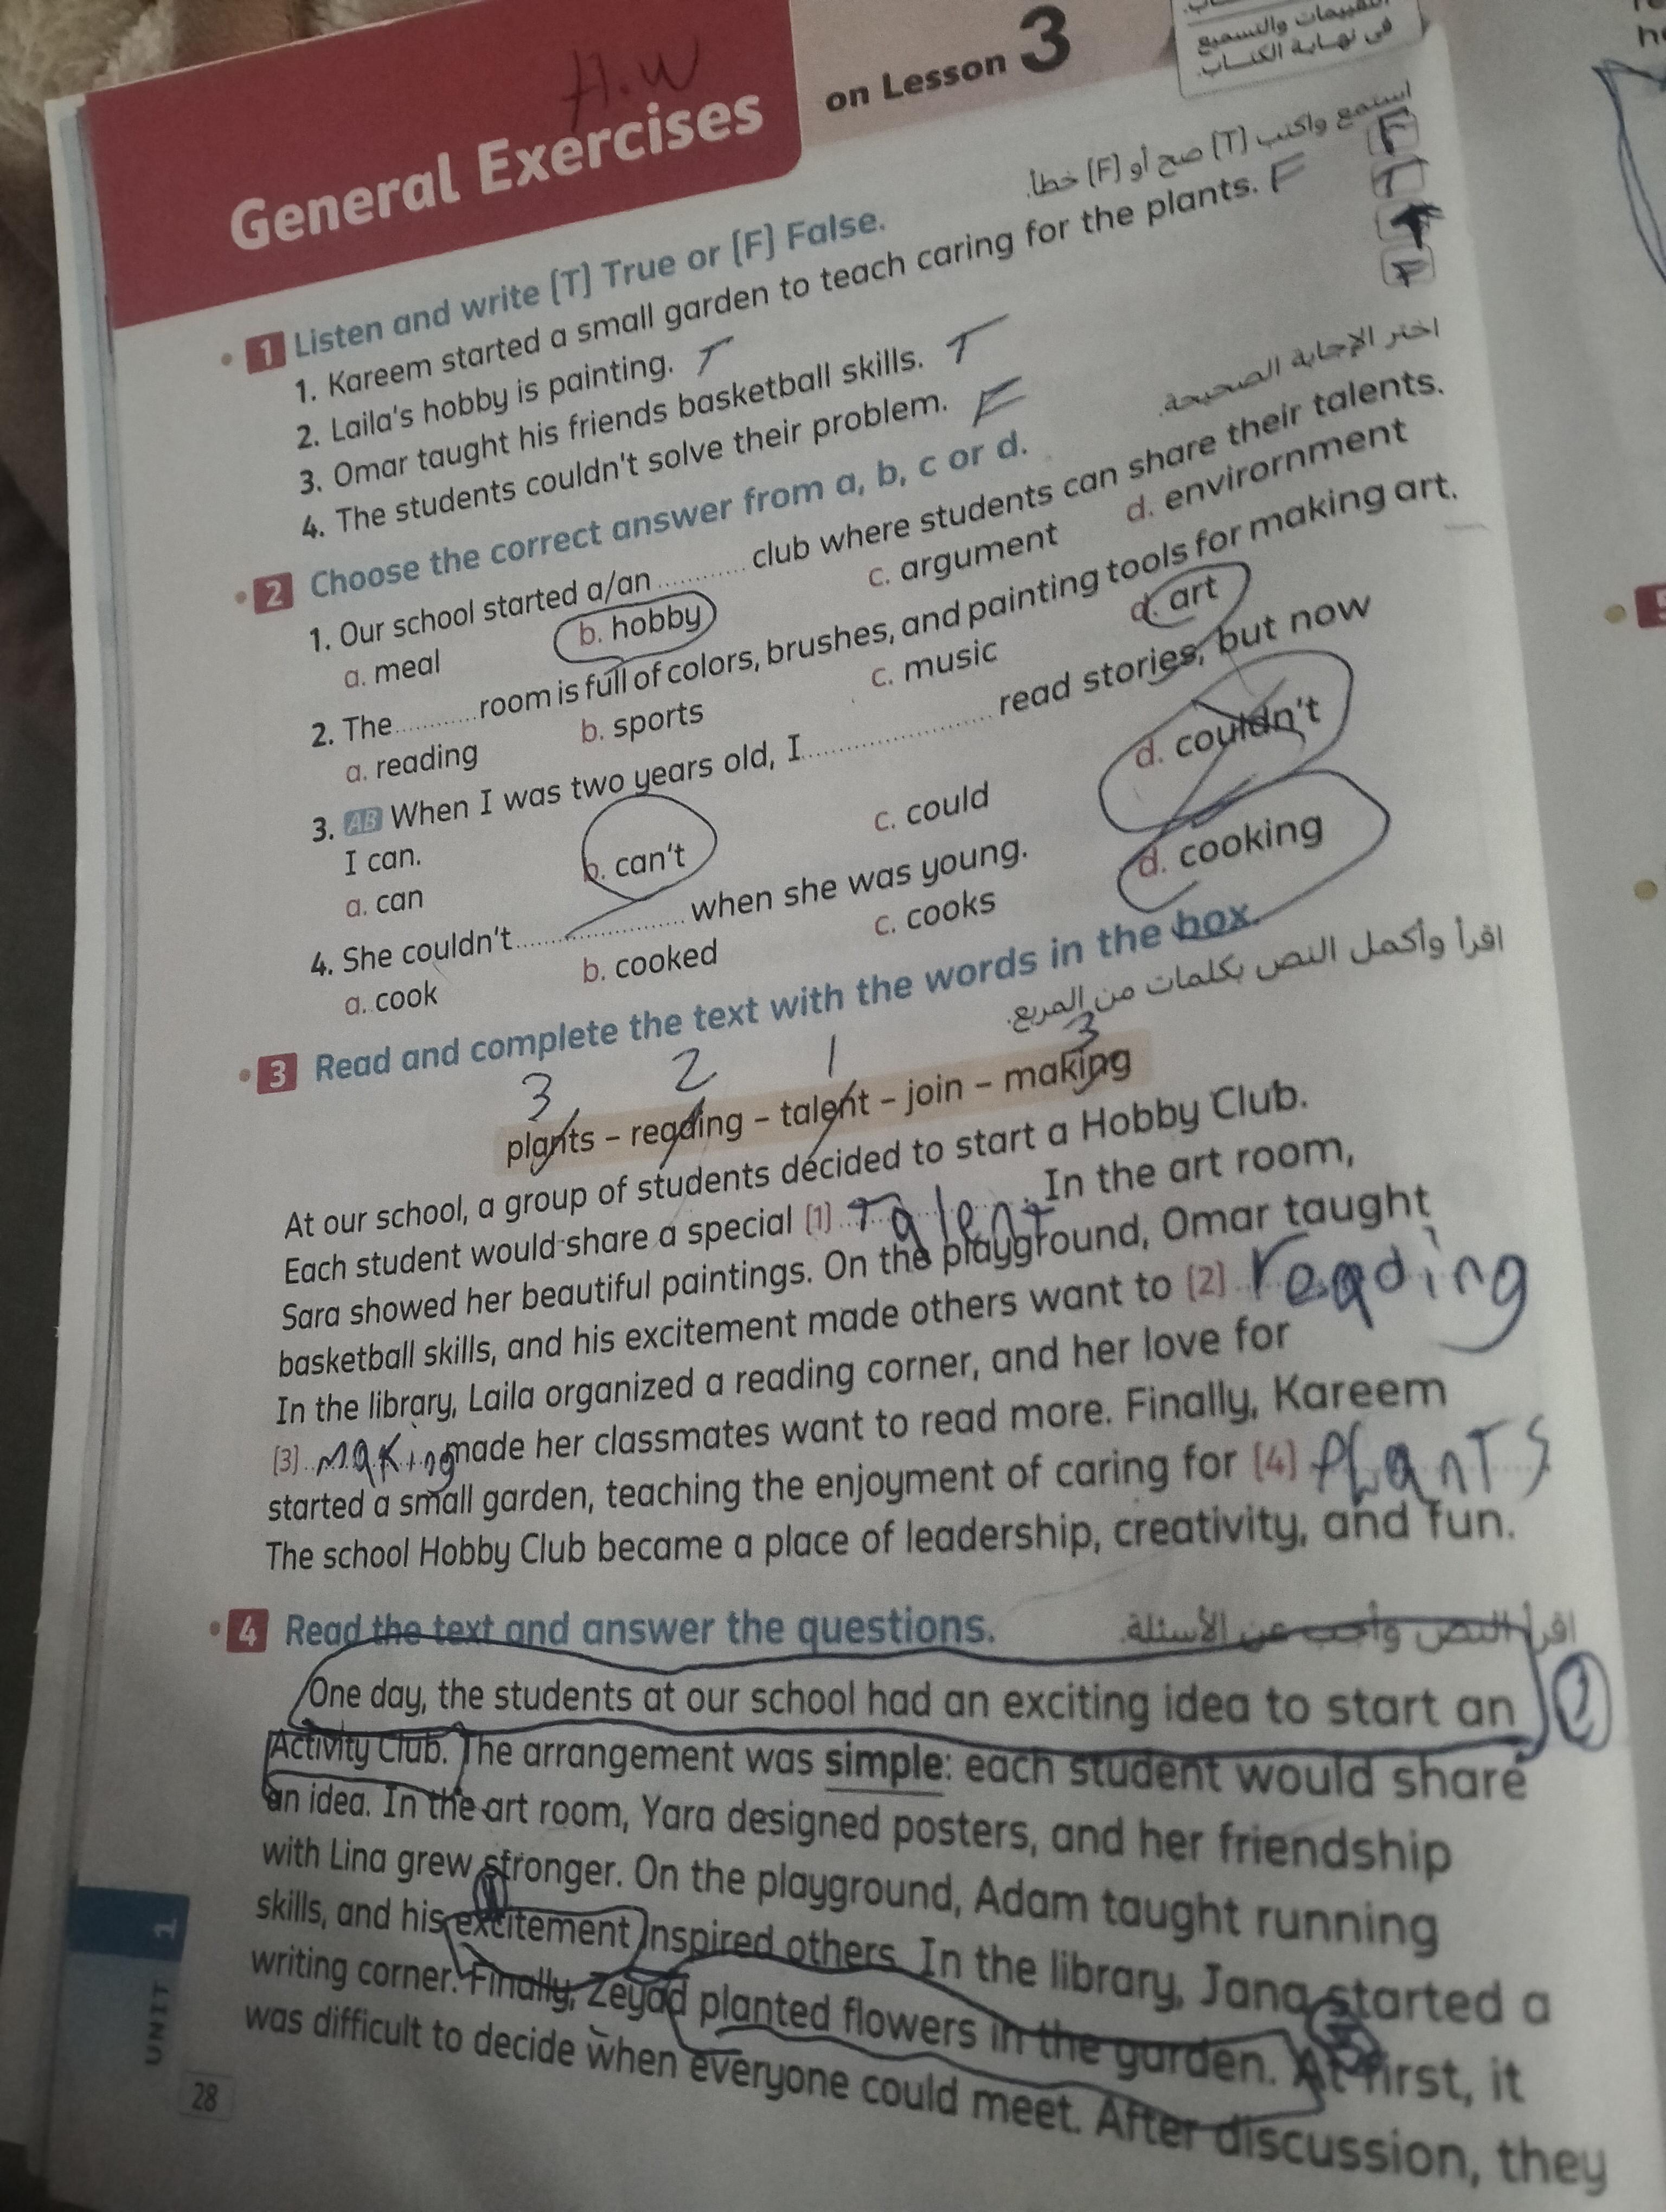 H.W
General Exercises on Lesson 3
التقييمات والتسميع
في نهاية الكتاب.
1 Listen and write [T] True or [F] False.
استمع واكتب [T] صح أو [F] خطأ.
1. Kareem started a small garden to teach caring for the plants. F F
2. Laila's hobby is painting. T T
3. Omar taught his friends basketball skills. T T
4. The students couldn't solve their problem. F F
2 Choose the correct answer from a, b, c or d.
اختر الإجابة الصحيحة.
1. Our school started a/an ........... club where students can share their talents.
a. meal b. hobby c. argument d. envirornment
2. The ........... room is full of colors, brushes, and painting tools for making art.
a. reading b. sports c. music d. art
3. AB When I was two years old, I ........................ read stories, but now
I can.
a. can b. can't c. could d. couldn't
4. She couldn't ...................... when she was young.
a. cook b. cooked c. cooks d. cooking
3 Read and complete the text with the words in the box.
اقرأ وأكمل النص بكلمات من المربع.
3 2 1 3
plants – reading – talent – join – making
At our school, a group of students decided to start a Hobby Club.
Each student would share a special [1] Talent. In the art room,
Sara showed her beautiful paintings. On the playground, Omar taught
basketball skills, and his excitement made others want to [2] reading
In the library, Laila organized a reading corner, and her love for
[3] making made her classmates want to read more. Finally, Kareem
started a small garden, teaching the enjoyment of caring for [4] PLanTS
The school Hobby Club became a place of leadership, creativity, and fun.
4 Read the text and answer the questions.
اقرأ النص وأجب عن الأسئلة.
One day, the students at our school had an exciting idea to start an
Activity Club. The arrangement was simple: each student would share
an idea. In the art room, Yara designed posters, and her friendship
with Lina grew stronger. On the playground, Adam taught running
skills, and his excitement inspired others. In the library, Jana started a
writing corner. Finally, Zeyad planted flowers in the garden. At first, it
was difficult to decide when everyone could meet. After discussion, they
UNIT 1
28